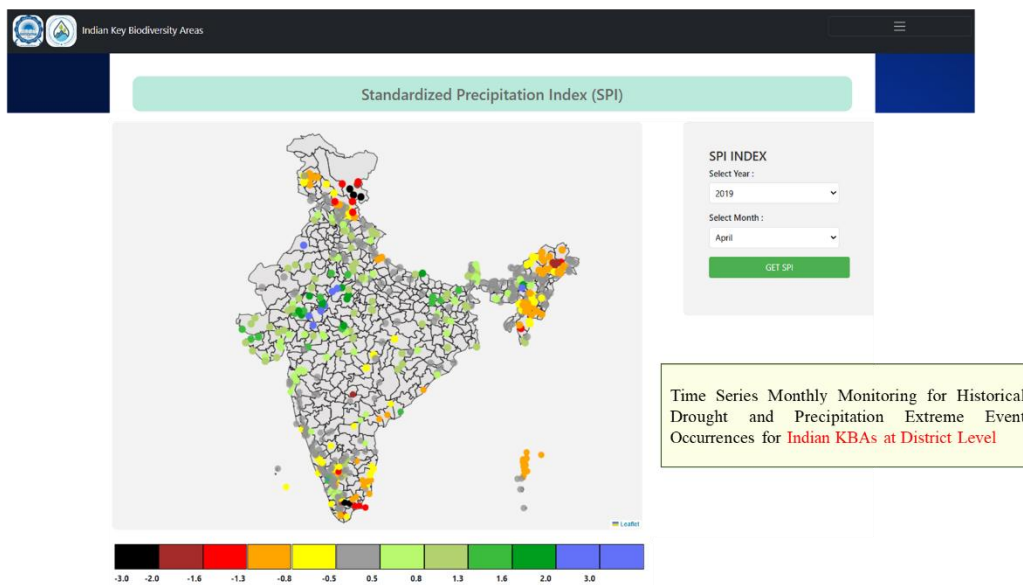 Indian Key Biodiversity Areas
Standardized Precipitation Index (SPI)
SPI INDEX
Select Year :
2019
Select Month :
April
GET SPI
Time Series Monthly Monitoring for Historical
Drought and Precipitation Extreme Event
Occurrences for Indian KBAs at District Level
Leaflet
-3.0 -2.0 -1.6 -1.3 -0.8 -0.5 0.5 0.8 1.3 1.6 2.0 3.0